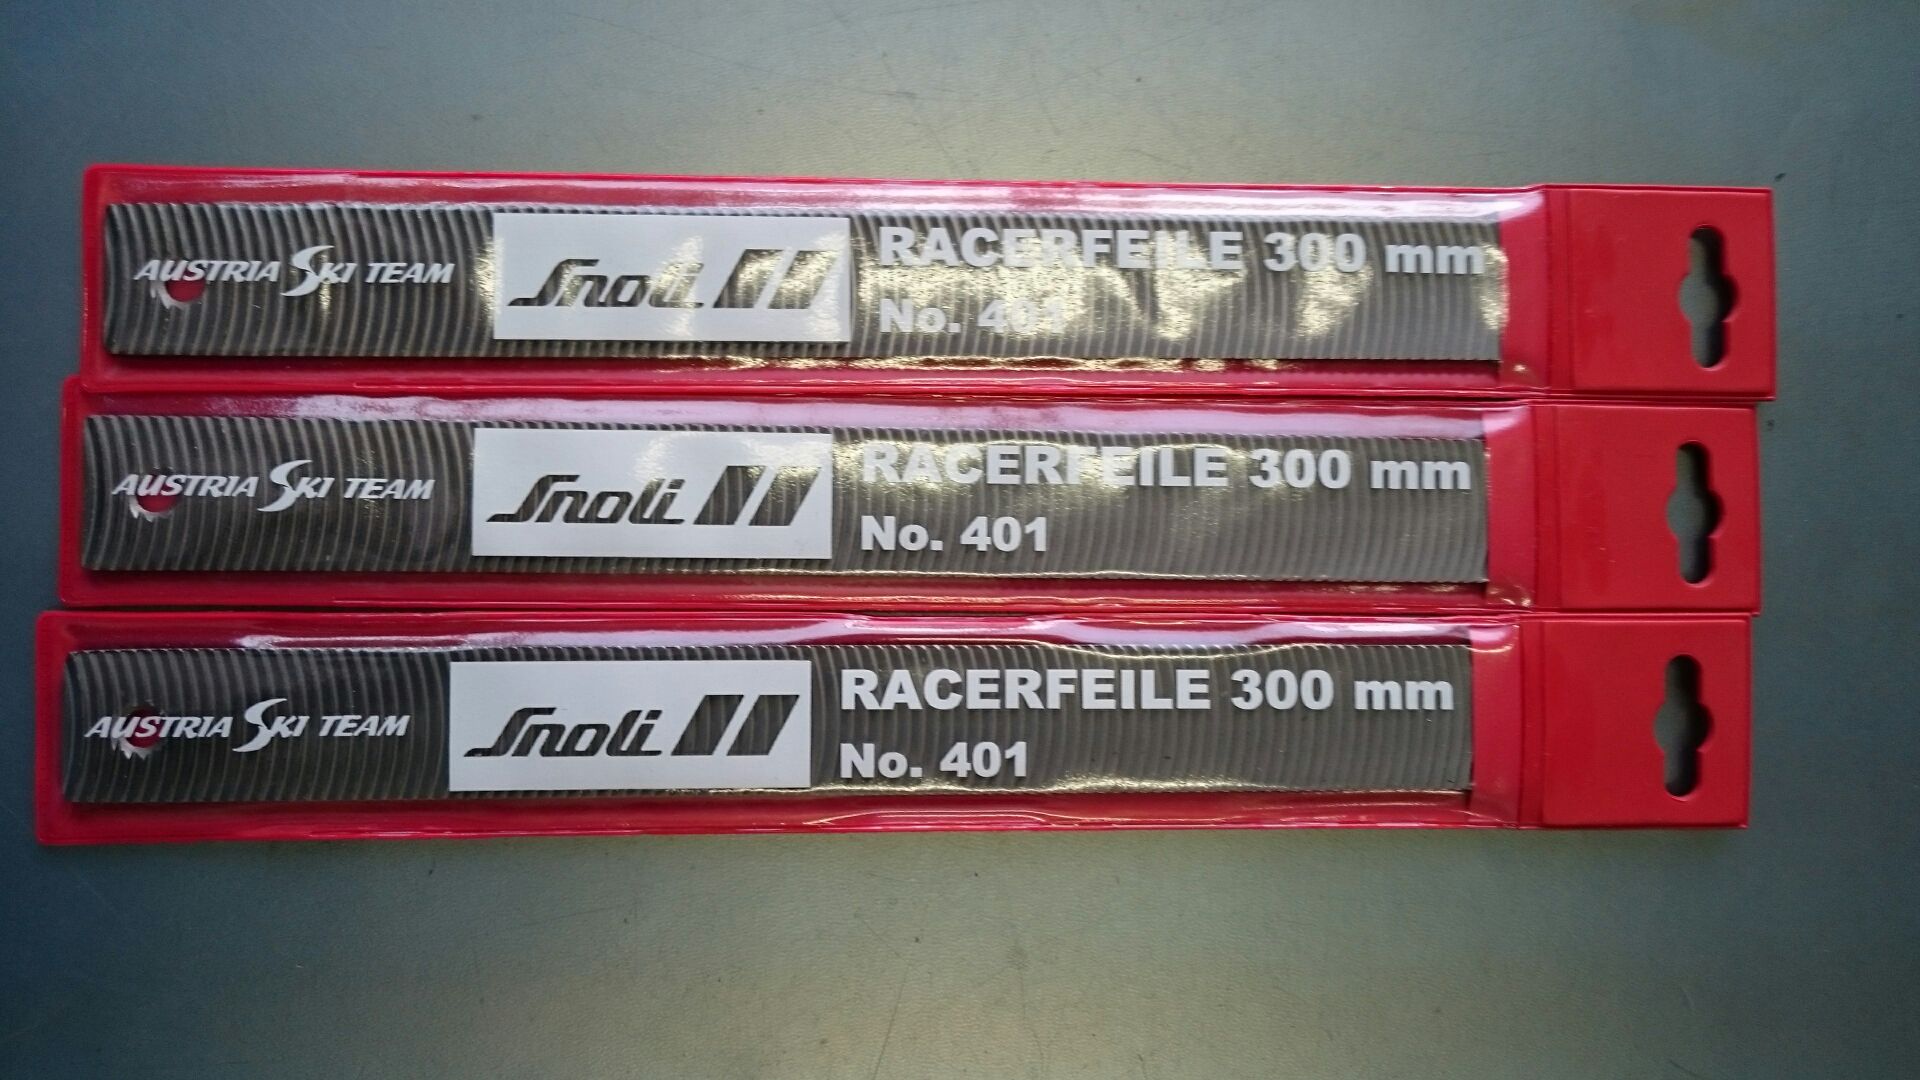 AUSTRIA SKI TEAM
Snoli
RACERFEILE 300 mm
No. 401
AUSTRIA SKI TEAM
Snoli
RACERFEILE 300 mm
No. 401
AUSTRIA SKI TEAM
Snoli
RACERFEILE 300 mm
No. 401